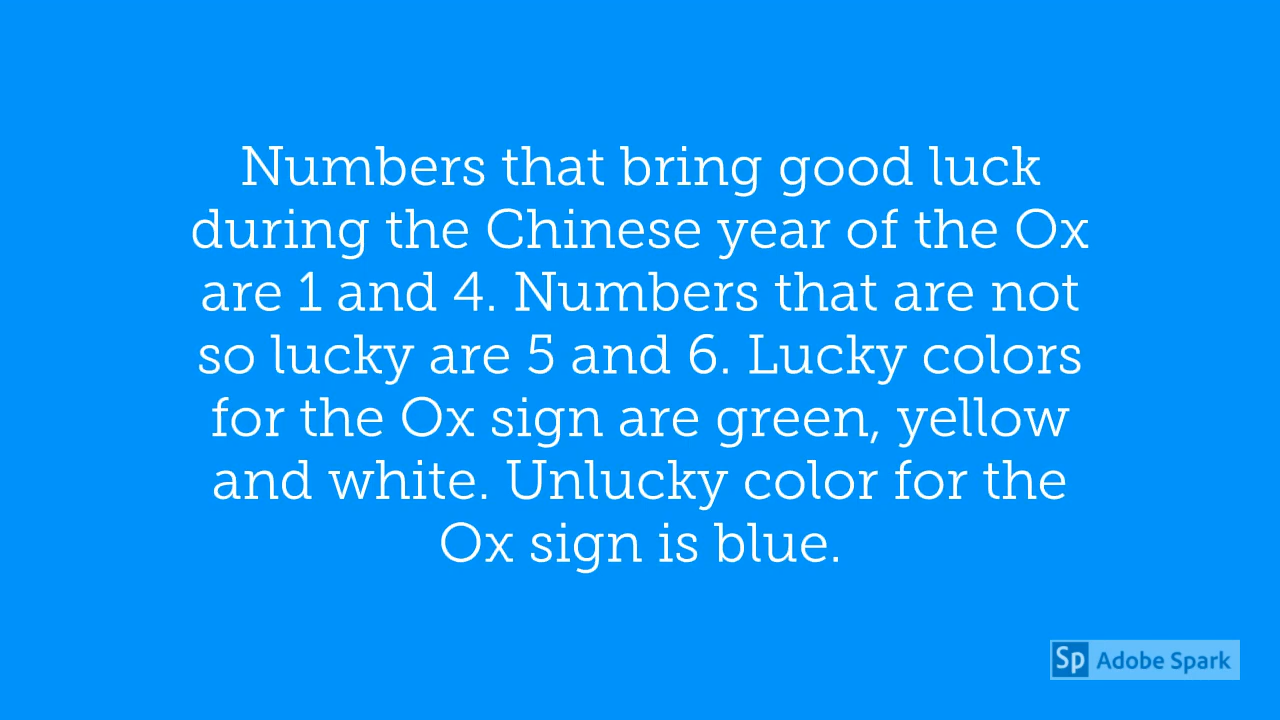 Numbers that bring good luck
during the Chinese year of the Ox
are 1 and 4. Numbers that are not
so lucky are 5 and 6. Lucky colors
for the Ox sign are green, yellow
and white. Unlucky color for the
Ox sign is blue.
Sp Adobe Spark